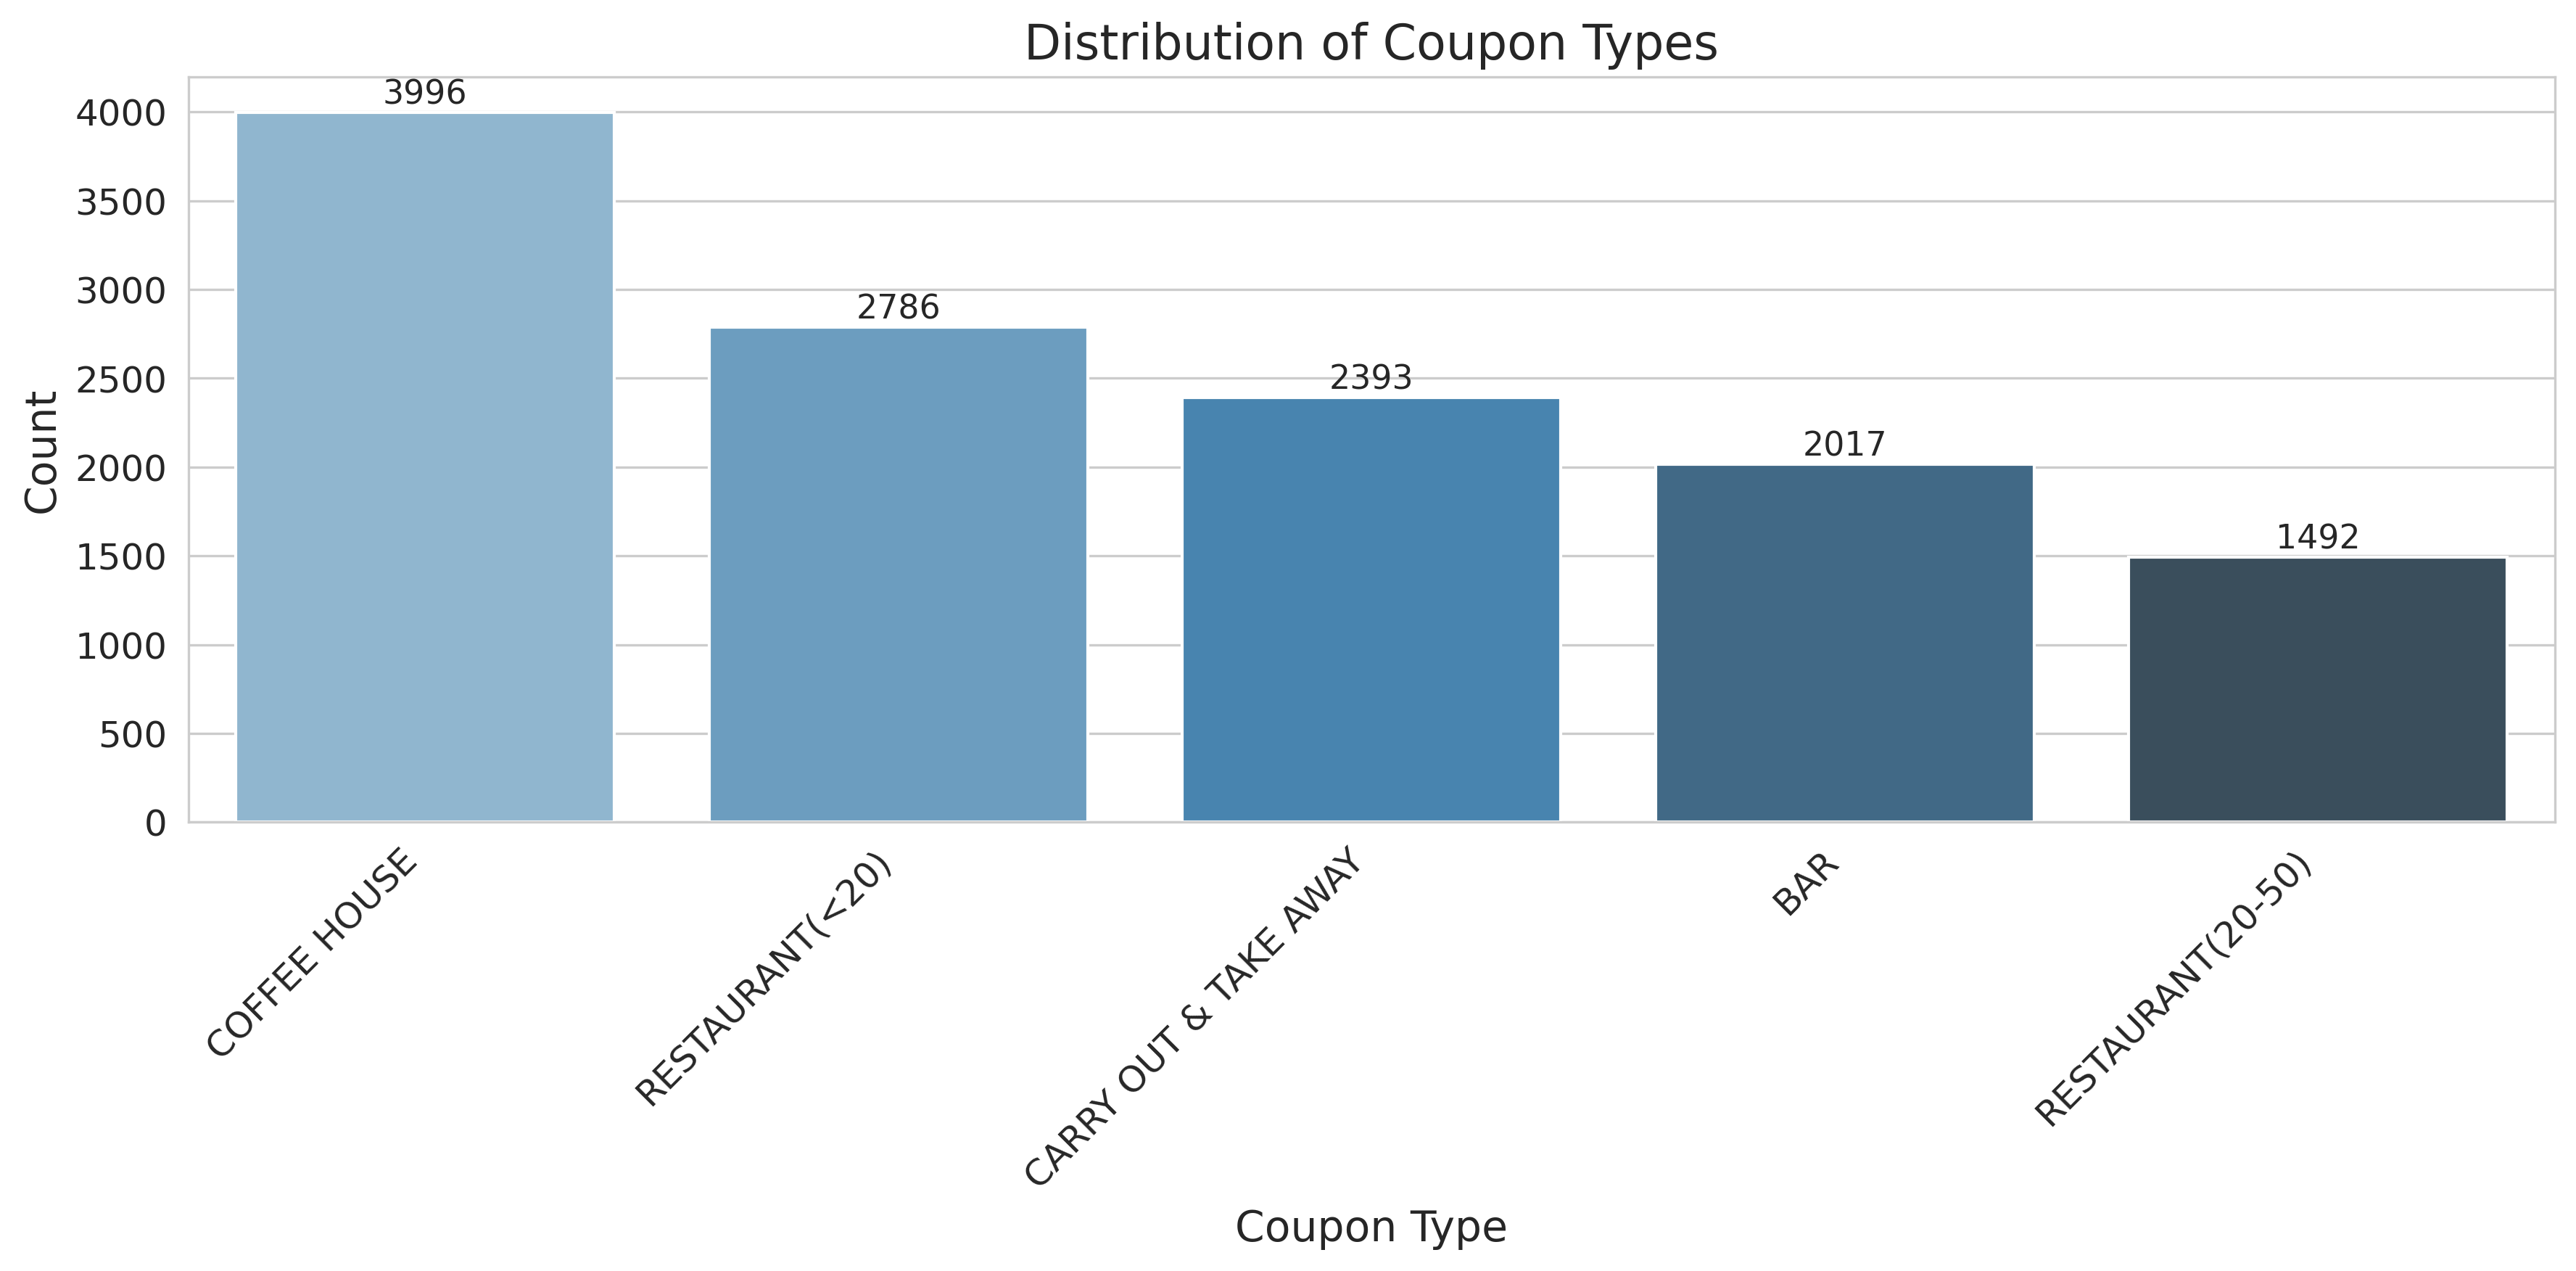 Distribution of Coupon Types
Count
4000
3500
3000
2500
2000
1500
1000
500
0
3996
2786
2393
2017
1492
COFFEE HOUSE
RESTAURANT(<20)
CARRY OUT & TAKE AWAY
BAR
RESTAURANT(20-50)
Coupon Type